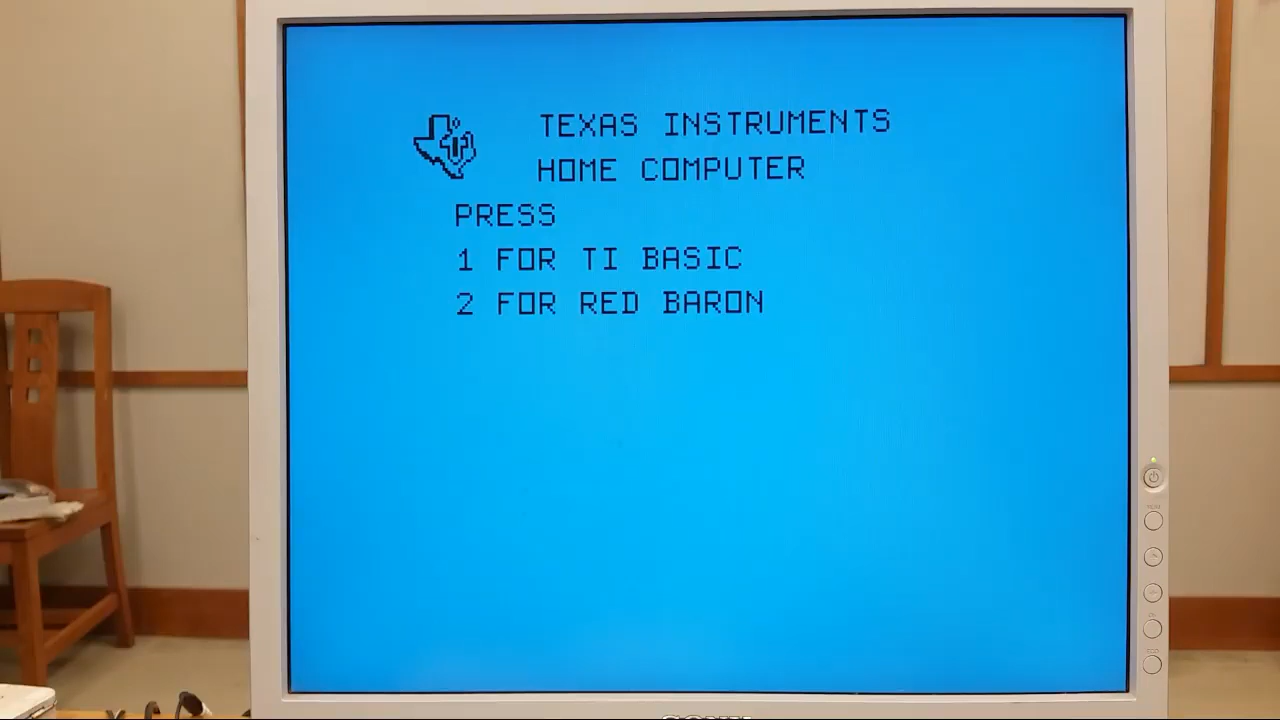 TEXAS INSTRUMENTS
HOME COMPUTER
PRESS
1 FOR TI BASIC
2 FOR RED BARON